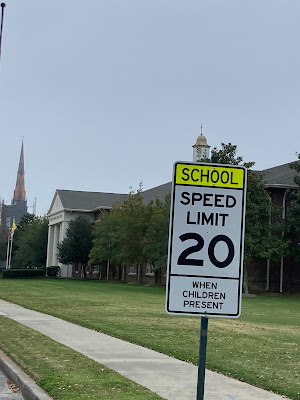 SCHOOL
SPEED
LIMIT
20
WHEN
CHILDREN
PRESENT